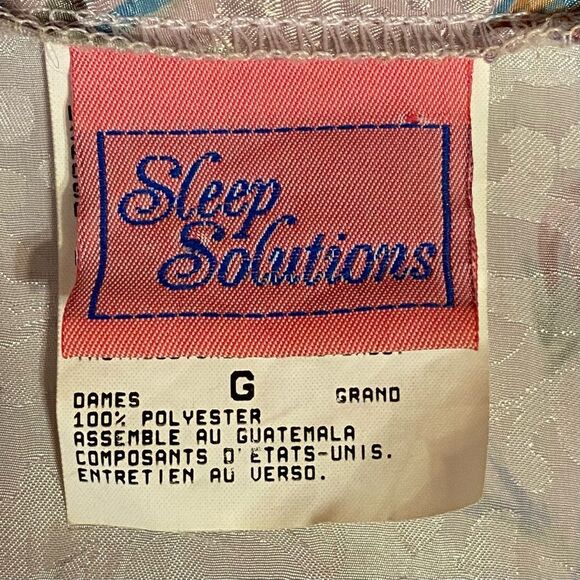 Sleep
Solutions
DAMES G GRAND
100% POLYESTER
ASSEMBLE AU GUATEMALA
COMPOSANTS D'ETATS-UNIS.
ENTRETIEN AU VERSO.